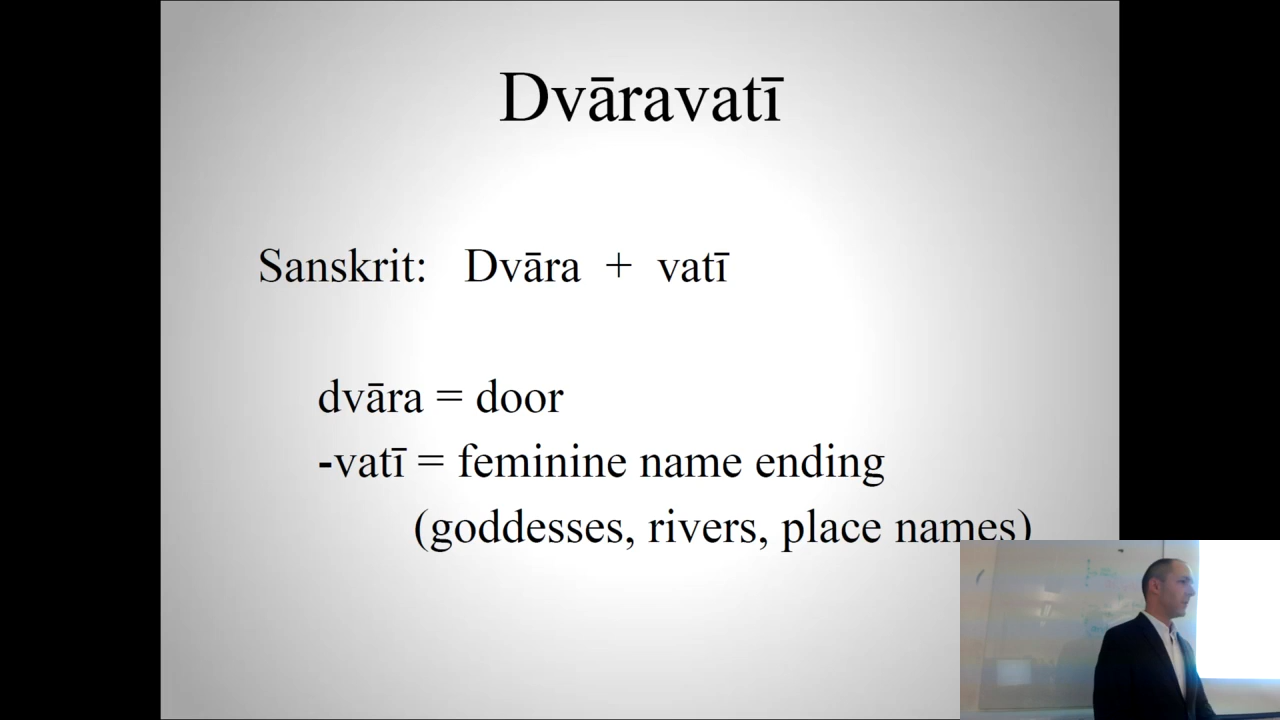 Dvāravatī
Sanskrit: Dvāra + vatī
dvāra = door
-vatī = feminine name ending
(goddesses, rivers, place names)